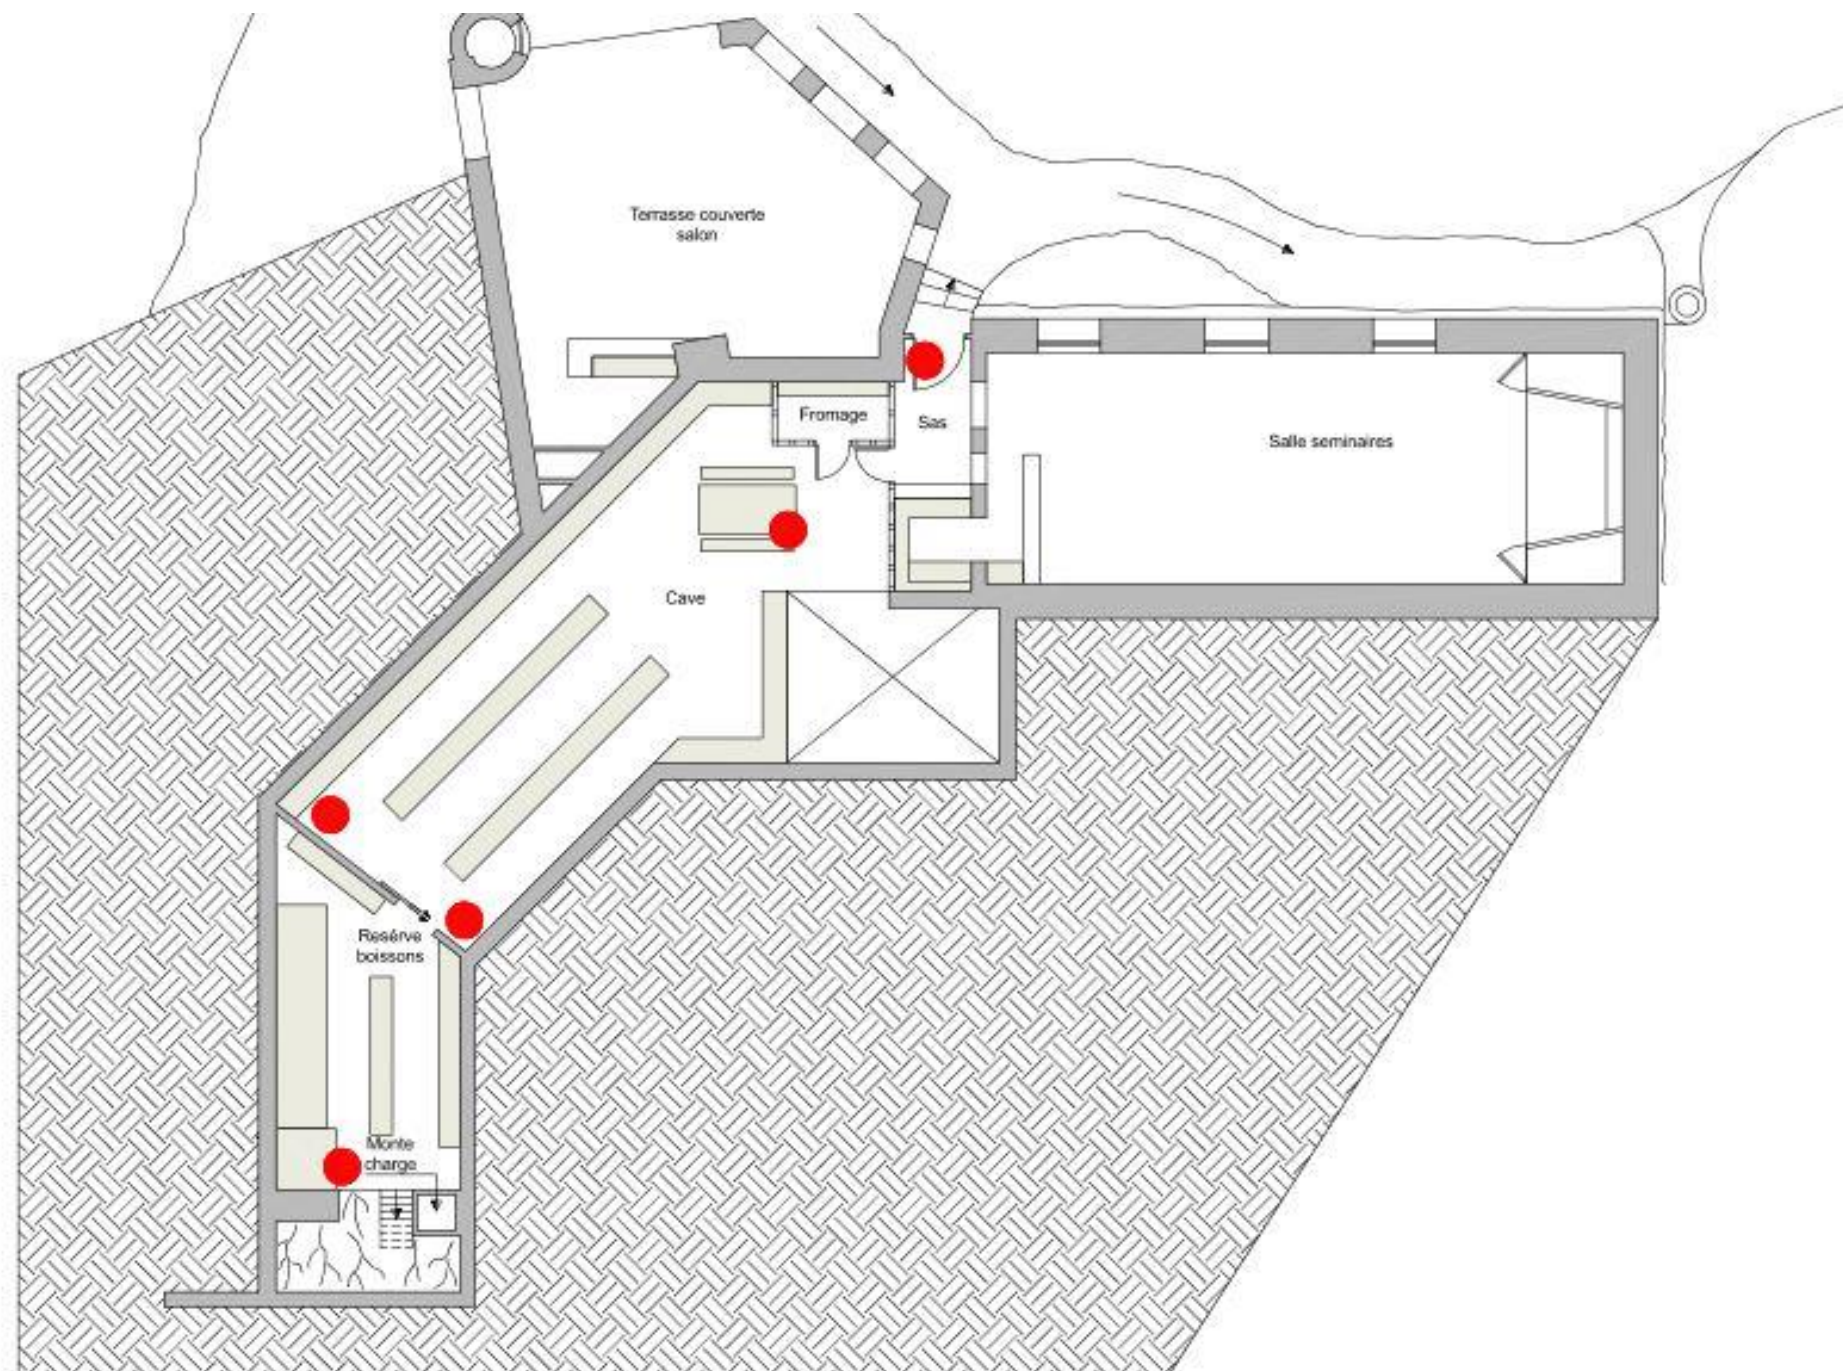 Terrasse couverte
salon
Fromage
Sas
Salle seminaires
Cave
Resérve
boissons
Monte
charge